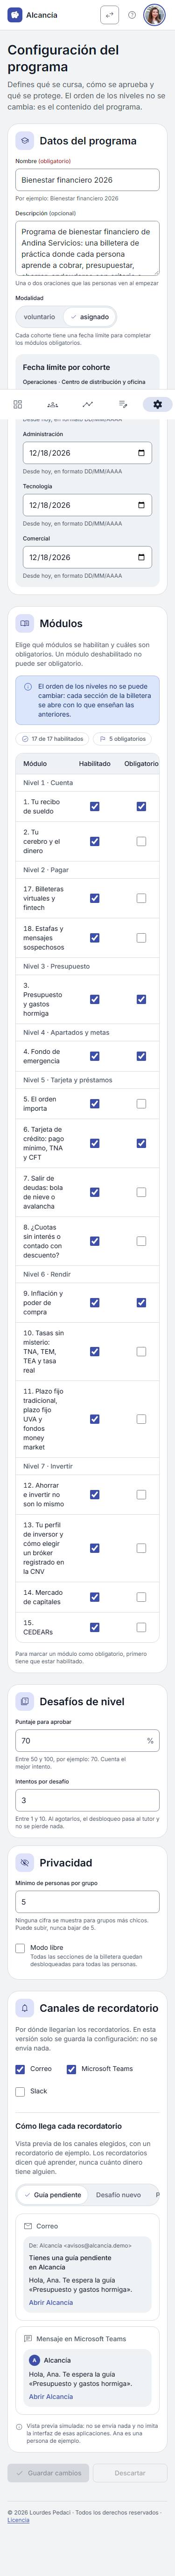 Alcancía
Configuración del
programa
Defines qué se cursa, cómo se aprueba y
qué se protege. El orden de los niveles no se
cambia: es el contenido del programa.
Datos del programa
Nombre (obligatorio)
Bienestar financiero 2026
Por ejemplo: Bienestar financiero 2026
Descripción (opcional)
Programa de bienestar financiero de
Andina Servicios: una billetera de
práctica donde cada persona
aprende a cobrar, presupuestar,
Una o dos oraciones que las personas ven al empezar
Modalidad
voluntario
asignado
Cada cohorte tiene una fecha límite para completar
los módulos obligatorios.
Fecha límite por cohorte
Operaciones · Centro de distribución y oficina
Desde hoy, en formato DD/MM/AAAA
Administración
12/18/2026
Desde hoy, en formato DD/MM/AAAA
Tecnología
12/18/2026
Desde hoy, en formato DD/MM/AAAA
Comercial
12/18/2026
Desde hoy, en formato DD/MM/AAAA
Módulos
Elige qué módulos se habilitan y cuáles son
obligatorios. Un módulo deshabilitado no
puede ser obligatorio.
El orden de los niveles no se puede
cambiar: cada sección de la billetera
se abre con lo que enseñan las
anteriores.
17 de 17 habilitados
5 obligatorios
Módulo Habilitado Obligatorio
Nivel 1 · Cuenta
1. Tu recibo
de sueldo
2. Tu
cerebro y el
dinero
Nivel 2 · Pagar
17. Billeteras
virtuales y
fintech
18. Estafas y
mensajes
sospechosos
Nivel 3 · Presupuesto
3.
Presupuesto
y gastos
hormiga
Nivel 4 · Apartados y metas
4. Fondo de
emergencia
Nivel 5 · Tarjeta y préstamos
5. El orden
importa
6. Tarjeta de
crédito: pago
mínimo, TNA
y CFT
7. Salir de
deudas: bola
de nieve o
avalancha
8. ¿Cuotas
sin interés o
contado con
descuento?
Nivel 6 · Rendir
9. Inflación y
poder de
compra
10. Tasas sin
misterio:
TNA, TEM,
TEA y tasa
real
11. Plazo fijo
tradicional,
plazo fijo
UVA y
fondos
money
market
Nivel 7 · Invertir
12. Ahorrar
e invertir no
son lo mismo
13. Tu perfil
de inversor y
cómo elegir
un bróker
registrado en
la CNV
14. Mercado
de capitales
15.
CEDEARs
Para marcar un módulo como obligatorio, primero
tiene que estar habilitado.
Desafíos de nivel
Puntaje para aprobar
70 %
Entre 50 y 100, por ejemplo: 70. Cuenta el
mejor intento.
Intentos por desafío
3
Entre 1 y 10. Al agotarlos, el desbloqueo pasa al tutor y
no se pierde nada.
Privacidad
Mínimo de personas por grupo
5
Ninguna cifra se muestra para grupos más chicos.
Puede subir, nunca bajar de 5.
Modo libre
Todas las secciones de la billetera quedan
desbloqueadas para todas las personas.
Canales de recordatorio
Por dónde llegarían los recordatorios. En esta
versión solo se guarda la configuración: no se
envía nada.
Correo
Microsoft Teams
Slack
Cómo llega cada recordatorio
Vista previa de los canales elegidos, con un
recordatorio de ejemplo. Los recordatorios
dicen qué aprender, nunca cuánto dinero
tiene alguien.
Guía pendiente
Desafío nuevo
P
Correo
De: Alcancía <avisos@alcancia.demo>
Tienes una guía pendiente
en Alcancía
Hola, Ana. Te espera la guía
«Presupuesto y gastos hormiga».
Abrir Alcancía
Mensaje en Microsoft Teams
A Alcancía
Hola, Ana. Te espera la guía
«Presupuesto y gastos hormiga».
Abrir Alcancía
Vista previa simulada: no se envía nada y no imita
la interfaz de esas aplicaciones. Ana es una
persona de ejemplo.
Guardar cambios
Descartar
© 2026 Lourdes Pedací · Todos los derechos reservados ·
Licencia